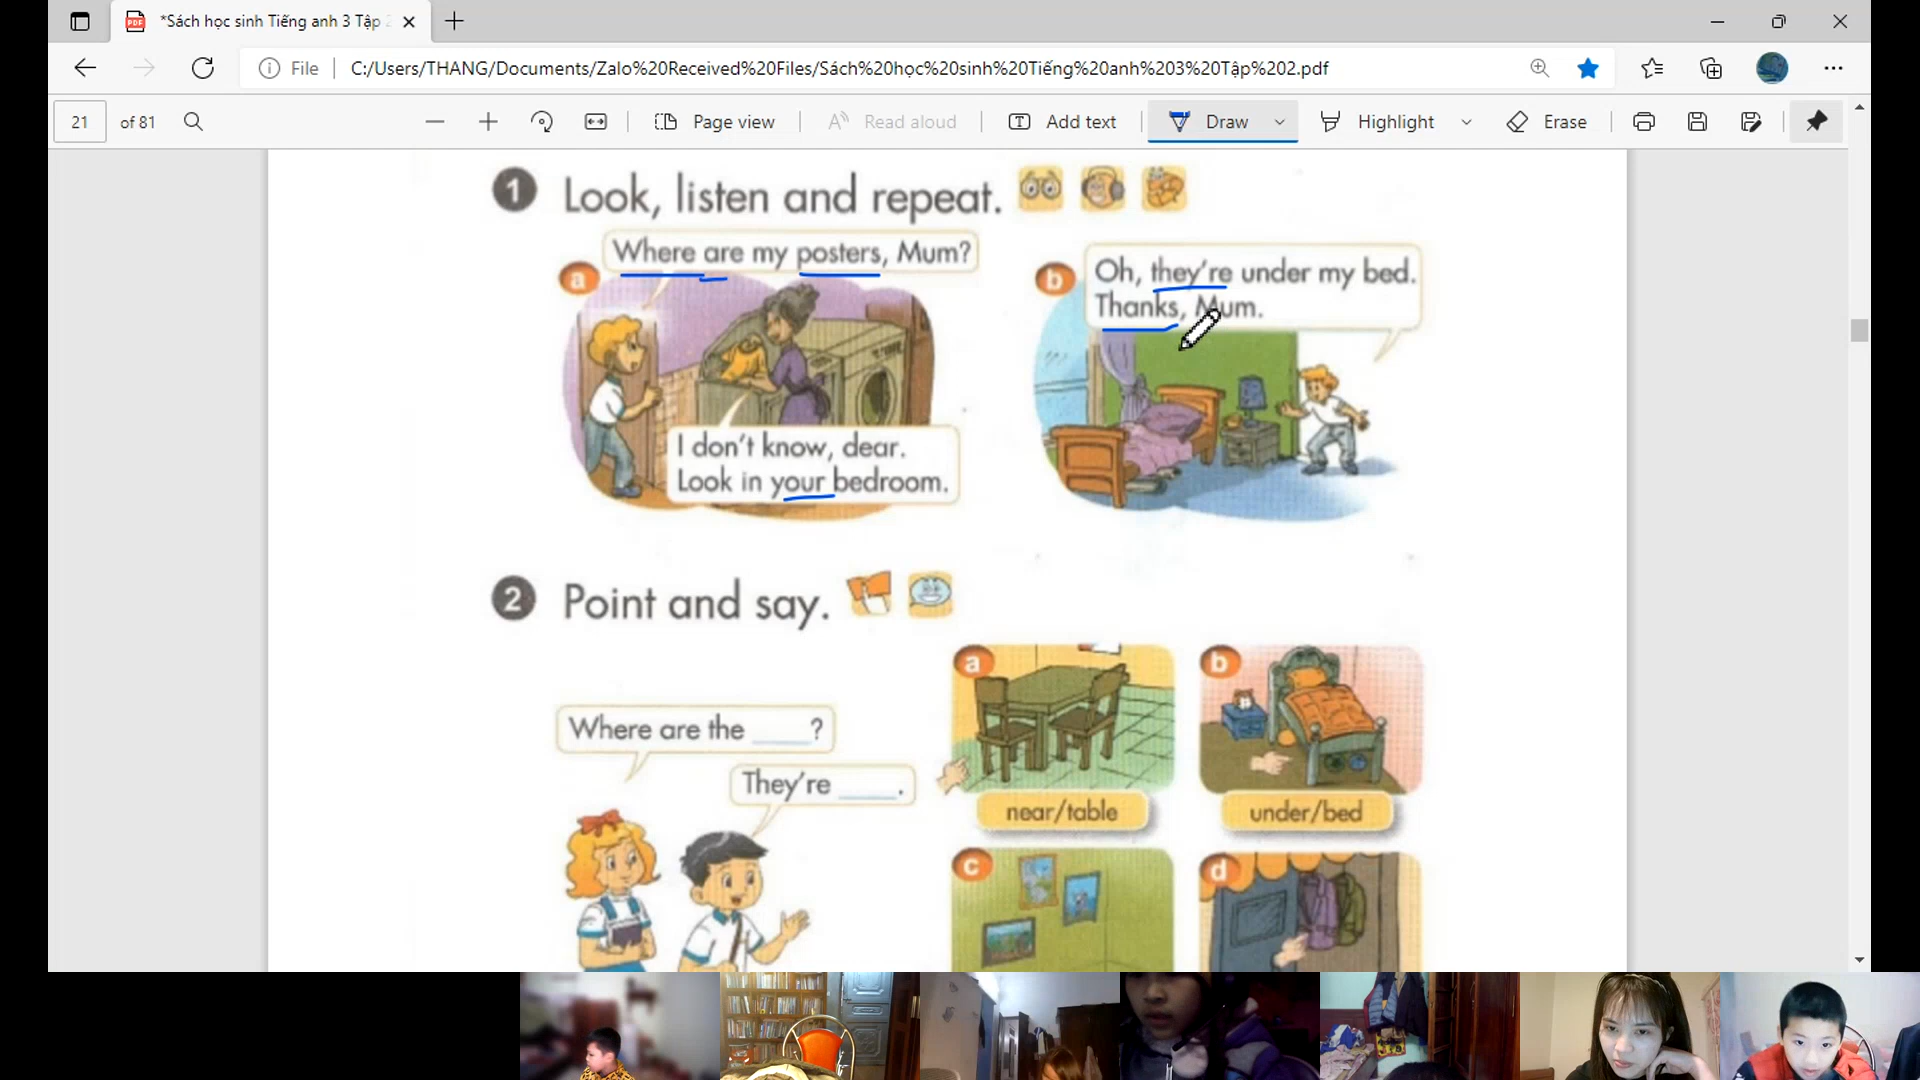 *Sách học sinh Tiếng anh 3 Tập 2
File
C:/Users/THANG/Documents/Zalo%20Received%20Files/Sách%20học%20sinh%20Tiếng%20anh%203%20Tập%202.pdf
21 of 81
Page view
Read aloud
Add text
Draw
Highlight
Erase
1 Look, listen and repeat.
a
Where are my posters, Mum?
I don't know, dear.
Look in your bedroom.
b
Oh, they're under my bed.
Thanks, Mum.
2 Point and say.
Where are the ____?
They're ____.
a
near/table
b
under/bed
c
d